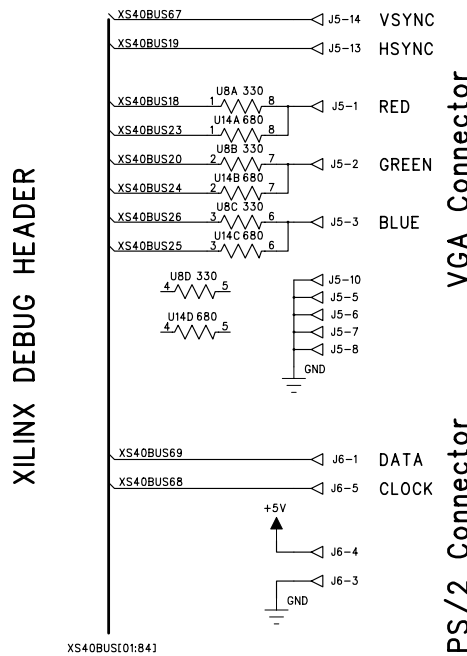 XS40BUS67 J5-14 VSYNC
XS40BUS19 J5-13 HSYNC
U8A 330
XS40BUS18 1 8 J5-1 RED
U14A 680
XS40BUS23 1 8
U8B 330
XS40BUS20 2 7 J5-2 GREEN
U14B 680
XS40BUS24 2 7
U8C 330
XS40BUS26 3 6 J5-3 BLUE
U14C 680
XS40BUS25 3 6
U8D 330
4 5
U14D 680
4 5
J5-10
J5-5
J5-6
J5-7
J5-8
GND
XS40BUS69 J6-1 DATA
XS40BUS68 J6-5 CLOCK
+5V
J6-4
J6-3
GND
XS40BUS[01:84]
XILINX DEBUG HEADER
VGA Connector
PS/2 Connector